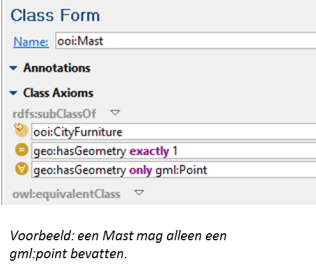 Class Form
Name: ooi:Mast
Annotations
Class Axioms
rdfs:subClassOf
ooi:CityFurniture
geo:hasGeometry exactly 1
geo:hasGeometry only gml:Point
owl:equivalentClass
Voorbeeld: een Mast mag alleen een
gml:point bevatten.